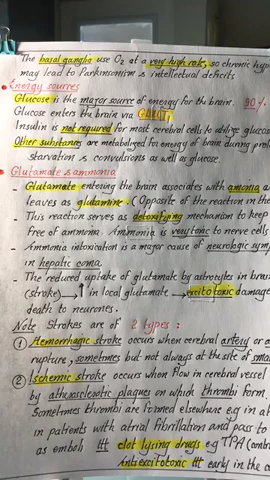 The basal ganglia use O2 at a very high rate, so chronic hyp
may lead to Parkinsonism & intellectual deficits
• Energy sources
Glucose is the major source of energy for the brain. 90%
Glucose enters the brain via GLUT1
Insulin is not required for most cerebral cells to utilize glucos
Other substances are metabolized for energy of brain during prol
starvation & convulsions as well as glucose.
• Glutamate & ammonia
- Glutamate entering the brain associates with amonia a
leaves as glutamine. (Opposite of the reaction in the
- This reaction serves as detoxifying mechanism to keep
free of ammonia. Ammonia is very toxic to nerve cells
- Ammonia intoxication is a major cause of neurologic sym
in hepatic coma.
- The reduced uptake of glutamate by astrocytes in brain
(stroke) → ↑ in local glutamate → excitotoxic damag
death to neurones.
Note Strokes are of 2 types :
① Hemorrhagic stroke occurs when cerebral artery or a
rupture, sometimes but not always at the site of small
② Ischemic stroke occurs when flow in cerebral vessel
by atherosclerotic plaques on which thrombi form.
Sometimes thrombi are formed elsewhere e.g in at
in patients with atrial fibrillation and pass to
as emboli ttt clot lysing drugs e.g TPA (contr
Antiexcitotoxic ttt early in the c